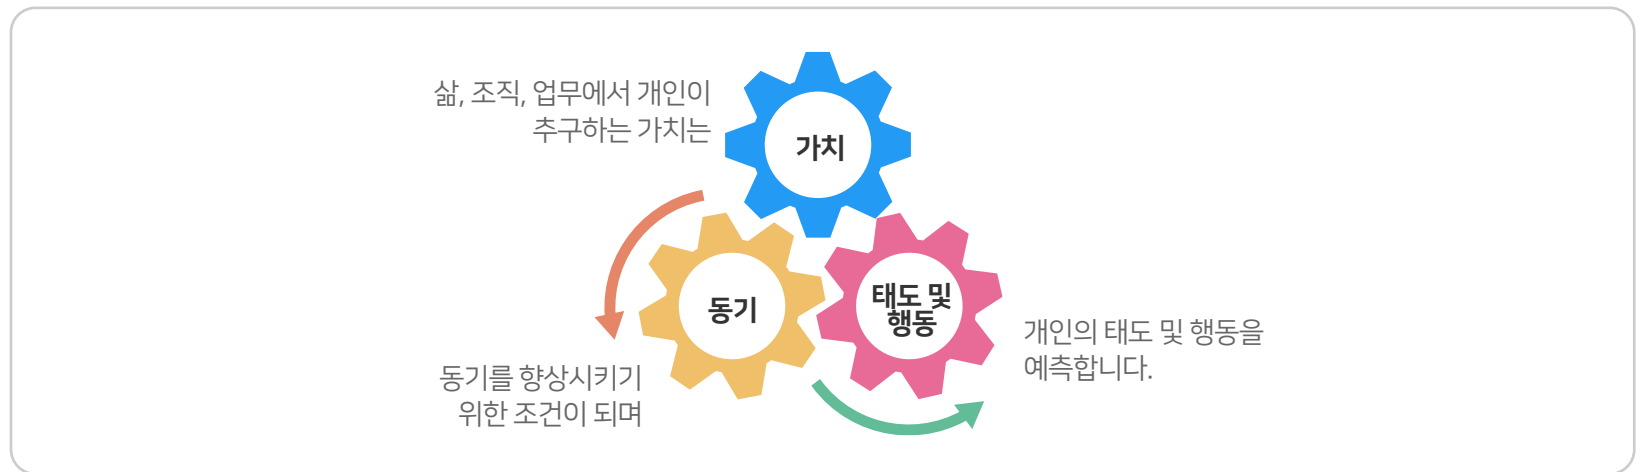 삶, 조직, 업무에서 개인이
추구하는 가치는
가치
동기
태도 및
행동
동기를 향상시키기
위한 조건이 되며
개인의 태도 및 행동을
예측합니다.